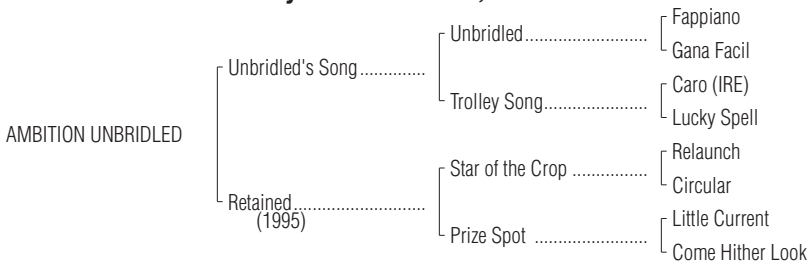 Fappiano
Unbridled
Gana Facil
Unbridled's Song
Caro (IRE)
Trolley Song
Lucky Spell
AMBITION UNBRIDLED
Relaunch
Star of the Crop
Circular
Retained
(1995)
Little Current
Prize Spot
Come Hither Look